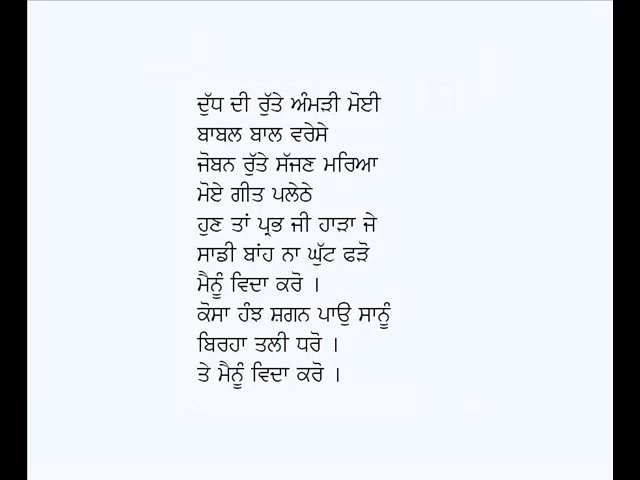 ਦੁੱਧ ਦੀ ਰੁੱਤੇ ਅੰਮੜੀ ਮੋਈ
ਬਾਬਲ ਬਾਲ ਵਰੇਸੇ
ਜੋਬਨ ਰੁੱਤੇ ਸੱਜਣ ਮਰਿਆ
ਮੋਏ ਗੀਤ ਪਲੇਠੇ
ਹੁਣ ਤਾਂ ਪ੍ਰਭ ਜੀ ਹਾੜਾ ਜੇ
ਸਾਡੀ ਬਾਂਹ ਨਾ ਘੁੱਟ ਫੜੋ
ਮੈਨੂੰ ਵਿਦਾ ਕਰੋ ।
ਕੋਸਾ ਹੰਝ ਸ਼ਗਨ ਪਾਉ ਸਾਨੂੰ
ਬਿਰਹਾ ਤਲੀ ਧਰੋ ।
ਤੇ ਮੈਨੂੰ ਵਿਦਾ ਕਰੋ ।